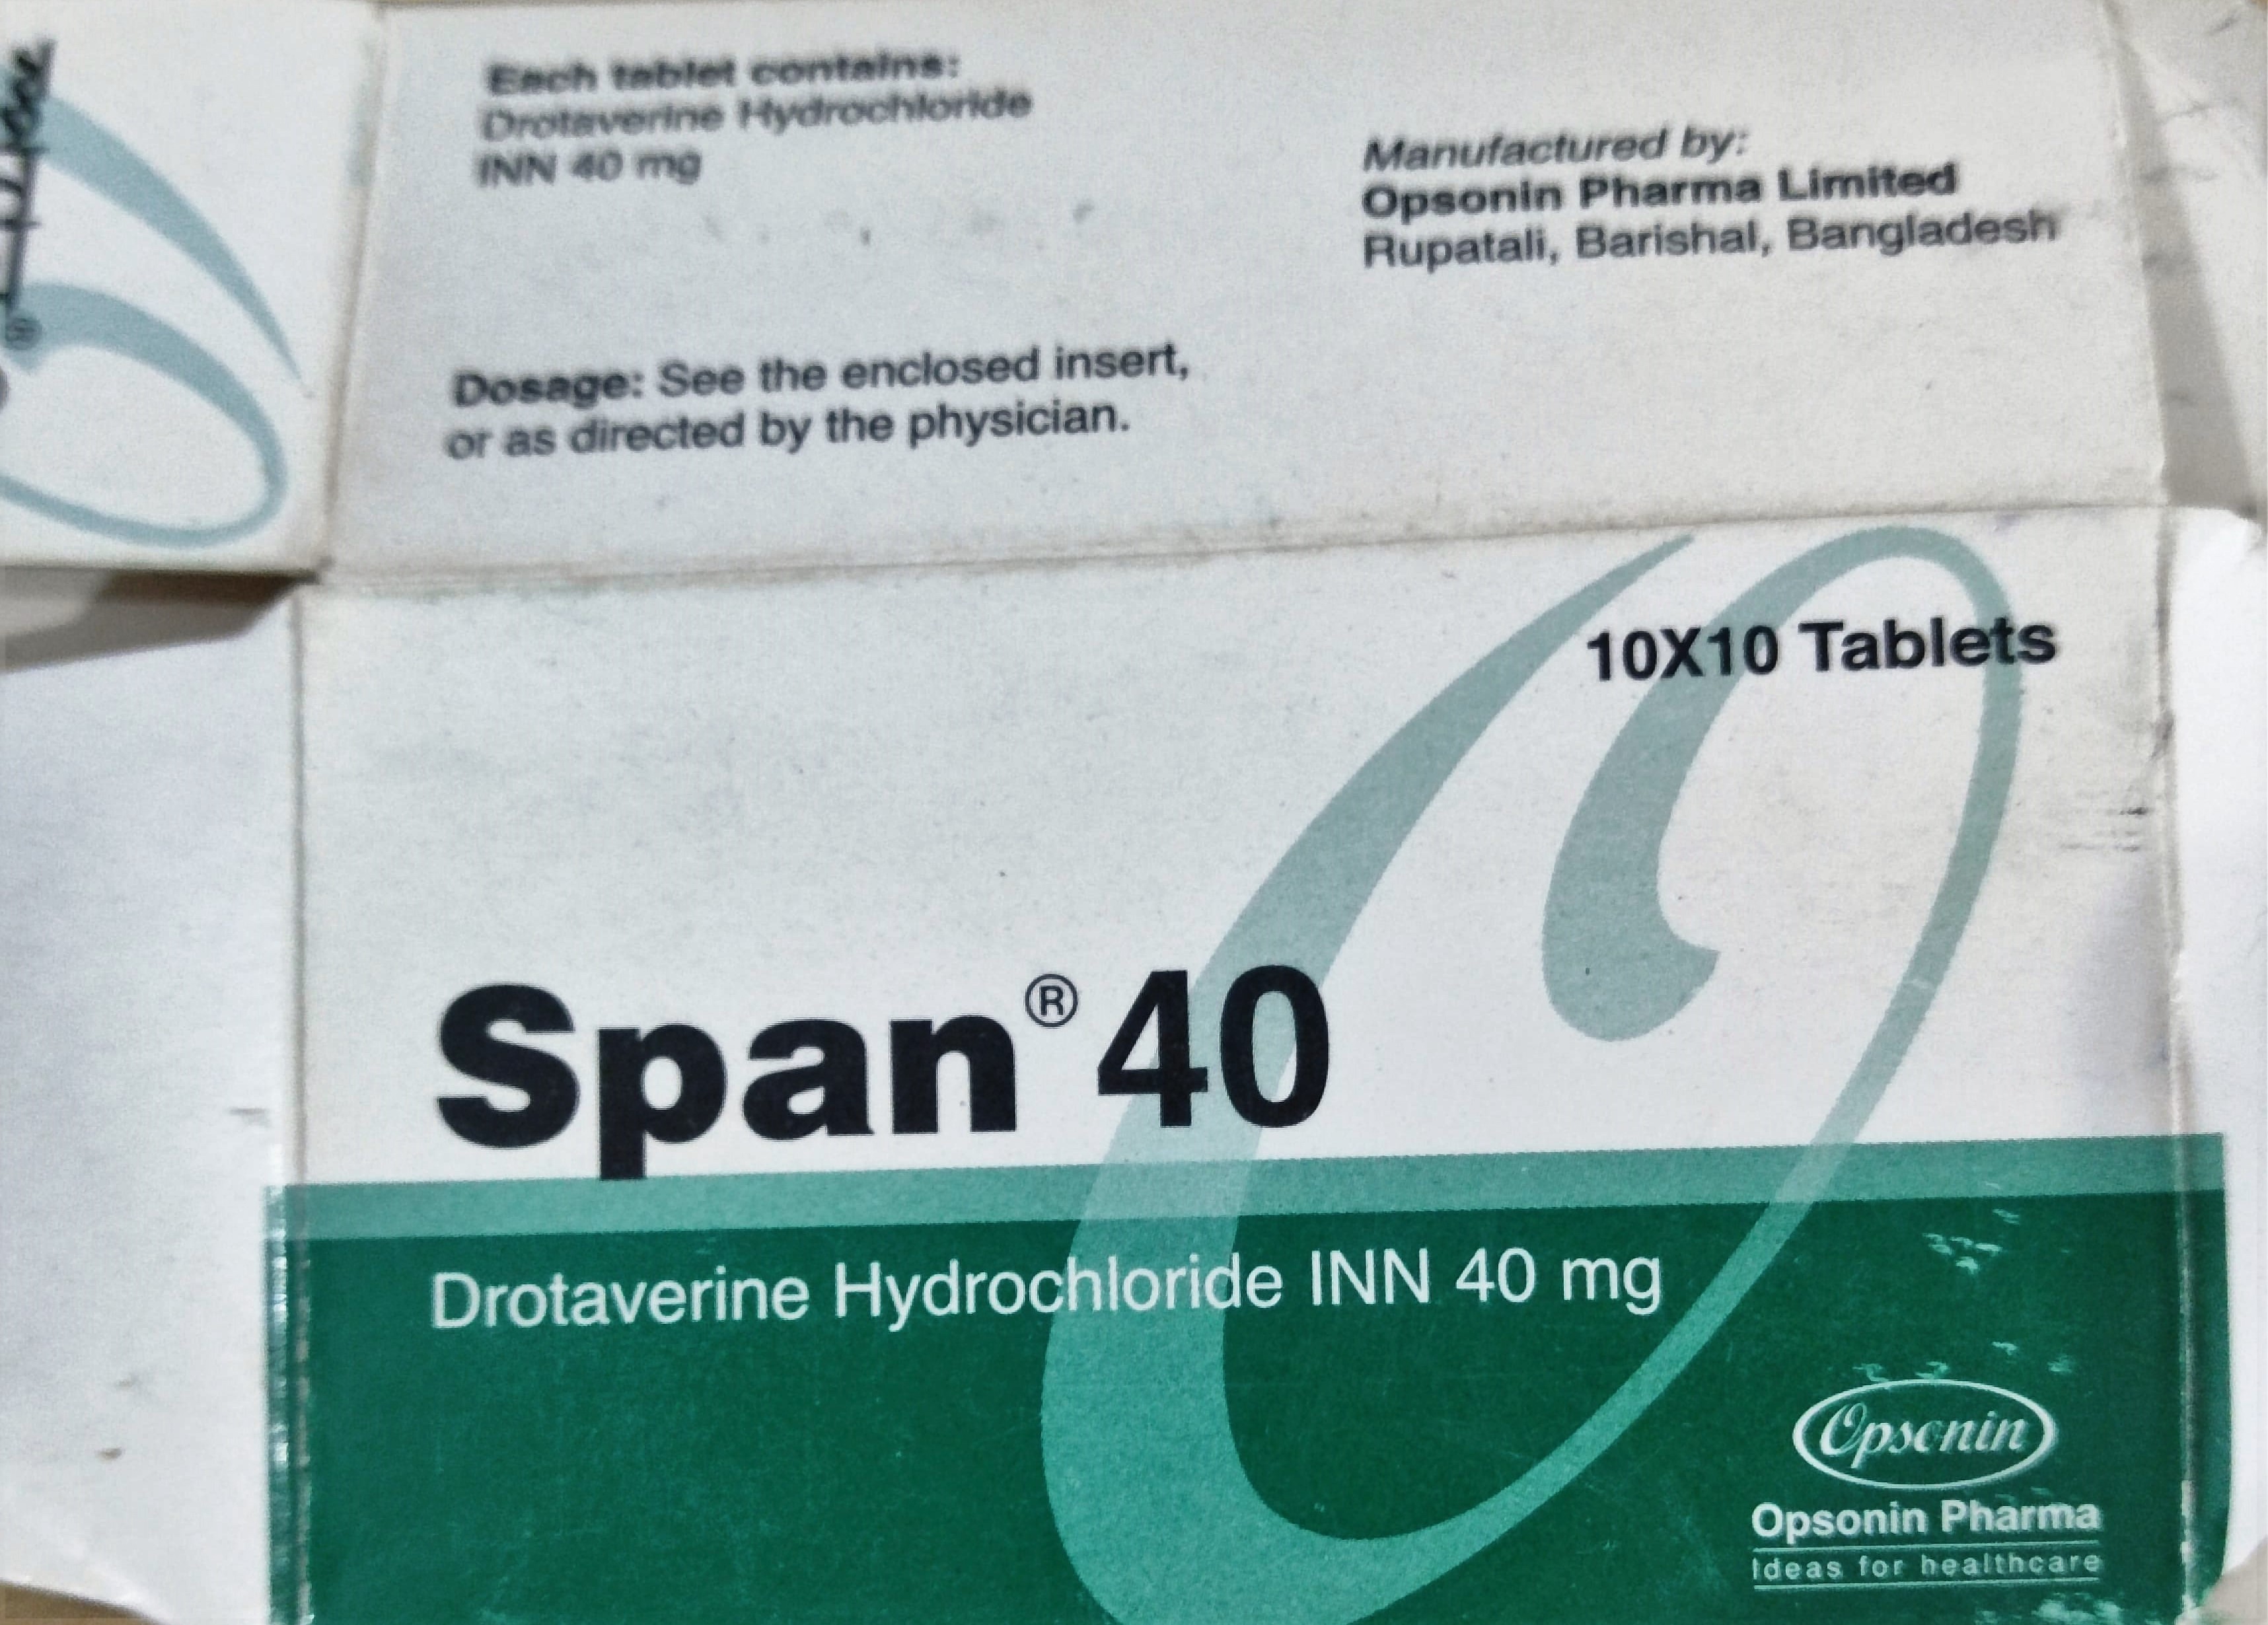 Each tablet contains:
Drotaverine Hydrochloride
INN 40 mg
Manufactured by:
Opsonin Pharma Limited
Rupatali, Barishal, Bangladesh
Dosage: See the enclosed insert,
or as directed by the physician.
10X10 Tablets
Span® 40
Drotaverine Hydrochloride INN 40 mg
Opsonin
Opsonin Pharma
Ideas for healthcare